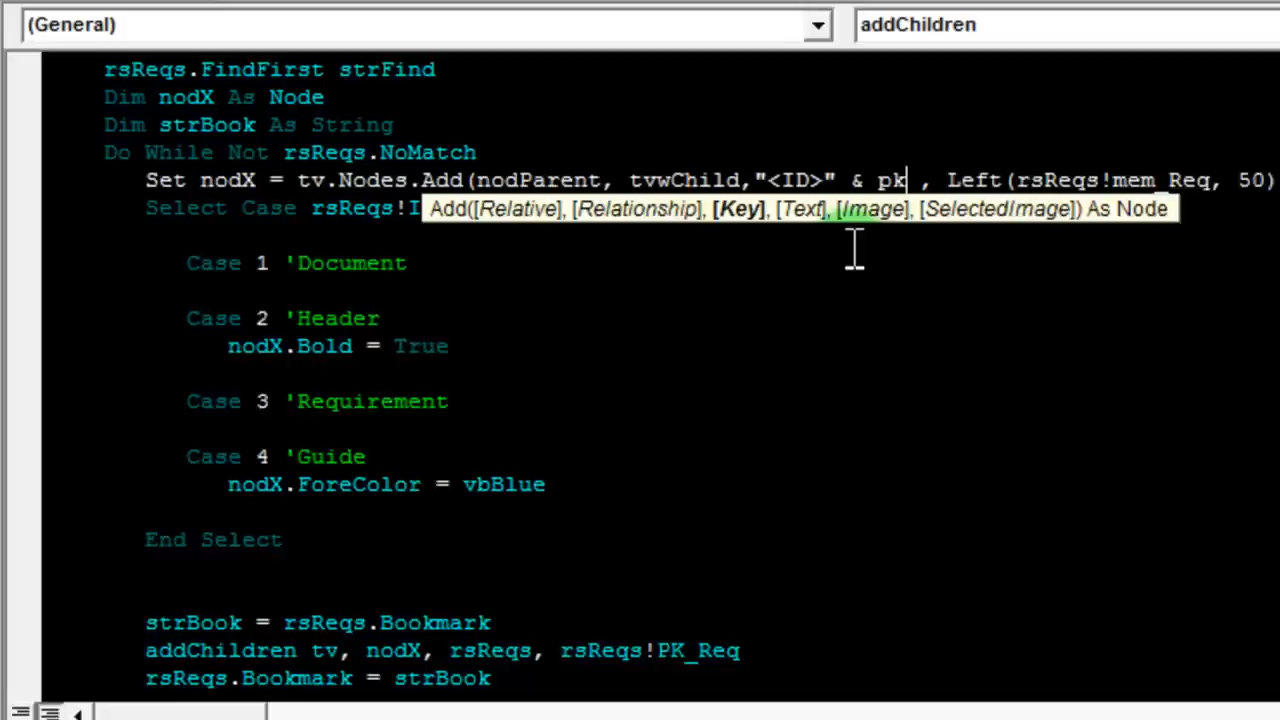 (General) addChildren
rsReqs.FindFirst strFind
Dim nodX As Node
Dim strBook As String
Do While Not rsReqs.NoMatch
Set nodX = tv.Nodes.Add(nodParent, tvwChild,"<ID>" & pk , Left(rsReqs!mem_Req, 50)
Select Case rsReqs!I
Add([Relative], [Relationship], [Key], [Text], [Image], [SelectedImage]) As Node
Case 1 'Document
Case 2 'Header
nodX.Bold = True
Case 3 'Requirement
Case 4 'Guide
nodX.ForeColor = vbBlue
End Select
strBook = rsReqs.Bookmark
addChildren tv, nodX, rsReqs, rsReqs!PK_Req
rsReqs.Bookmark = strBook